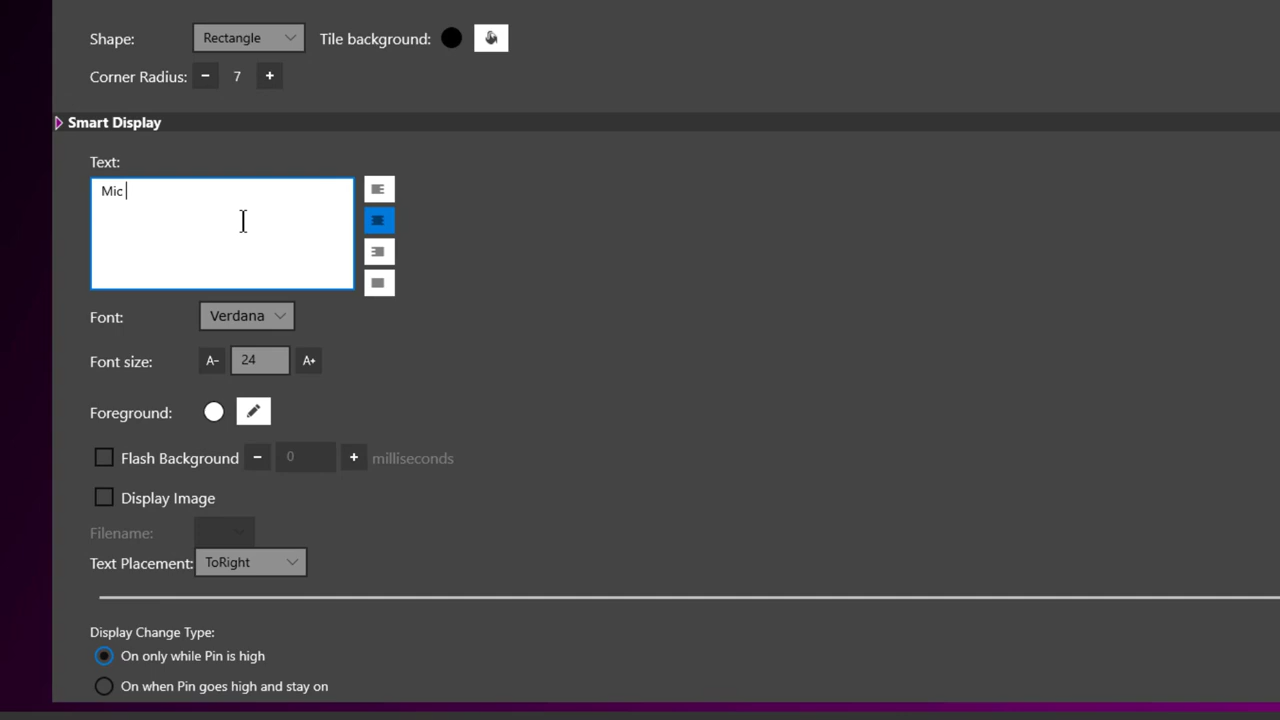 Shape: Rectangle Tile background:
Corner Radius: − 7 +
Smart Display
Text:
Mic
Font: Verdana
Font size: A- 24 A+
Foreground:
Flash Background − 0 + milliseconds
Display Image
Filename:
Text Placement: ToRight
Display Change Type:
On only while Pin is high
On when Pin goes high and stay on